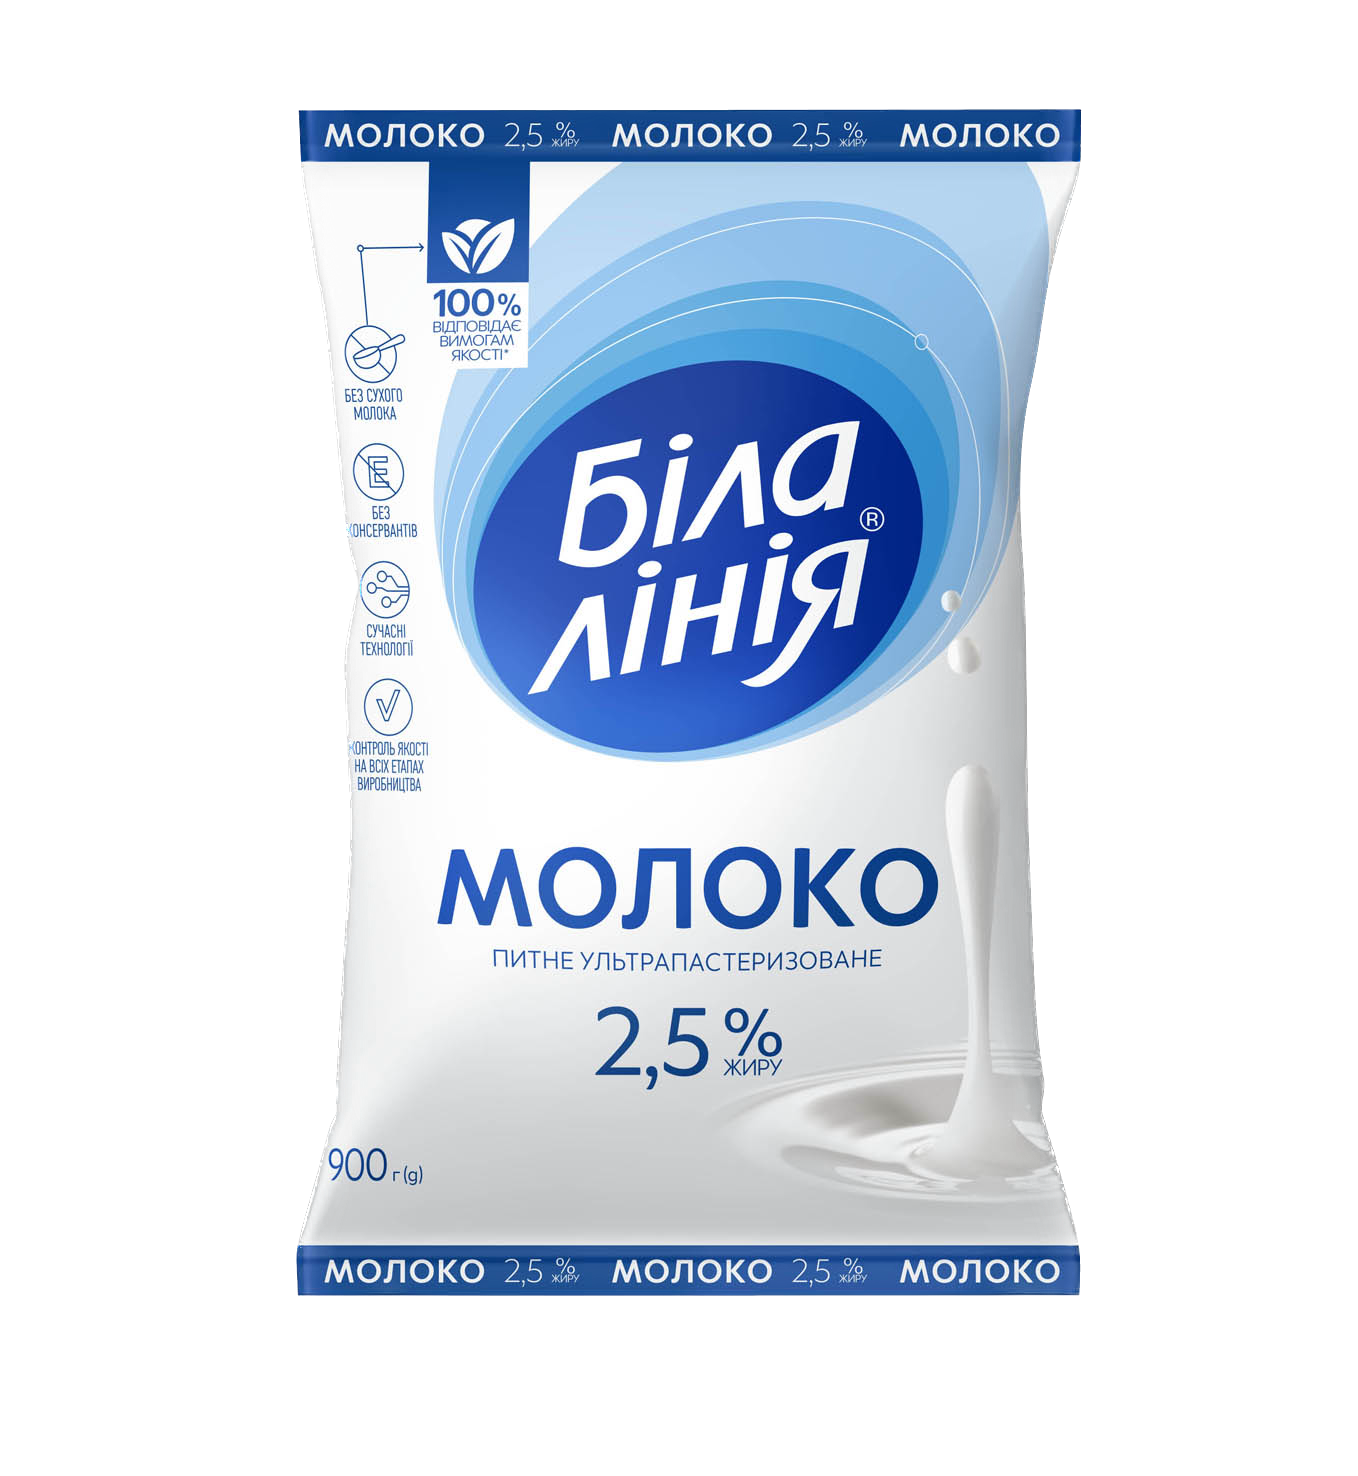 МОЛОКО 2,5 % ЖИРУ МОЛОКО 2,5 % ЖИРУ МОЛОКО
100%
ВІДПОВІДАЄ
ВИМОГАМ
ЯКОСТІ*
БЕЗ СУХОГО
МОЛОКА
Е
БЕЗ
КОНСЕРВАНТІВ
СУЧАСНІ
ТЕХНОЛОГІЇ
КОНТРОЛЬ ЯКОСТІ
НА ВСІХ ЕТАПАХ
ВИРОБНИЦТВА
Біла
лінія®
МОЛОКО
ПИТНЕ УЛЬТРАПАСТЕРИЗОВАНЕ
2,5 % ЖИРУ
900 г (g)
МОЛОКО 2,5 % ЖИРУ МОЛОКО 2,5 % ЖИРУ МОЛОКО